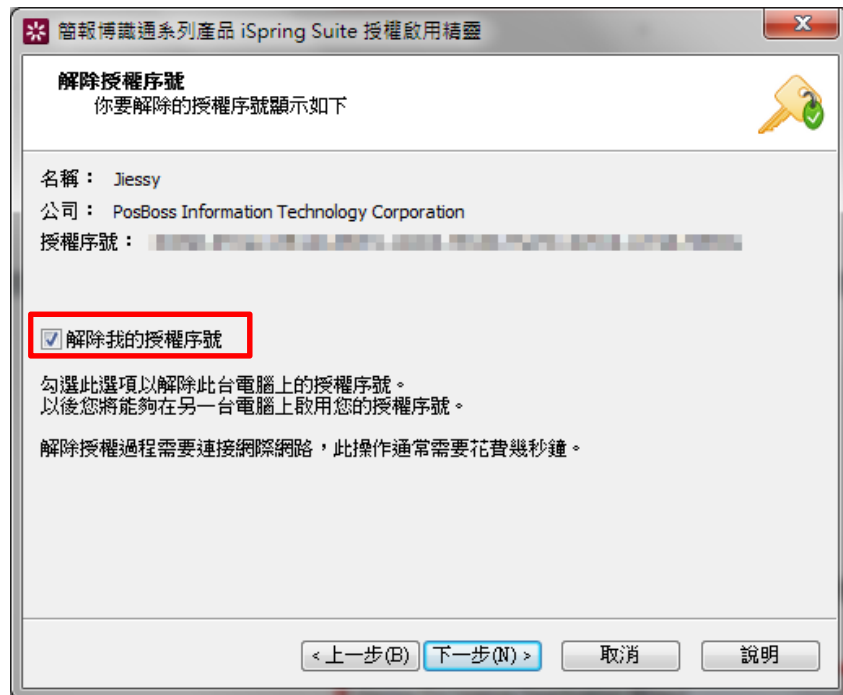 簡報博識通系列產品 iSpring Suite 授權啟用精靈
解除授權序號
你要解除的授權序號顯示如下
名稱： Jiessy
公司： PosBoss Information Technology Corporation
授權序號：
解除我的授權序號
勾選此選項以解除此台電腦上的授權序號。
以後您將能夠在另一台電腦上啟用您的授權序號。
解除授權過程需要連接網際網路，此操作通常需要花費幾秒鐘。
<上一步(B) 下一步(N)> 取消 說明